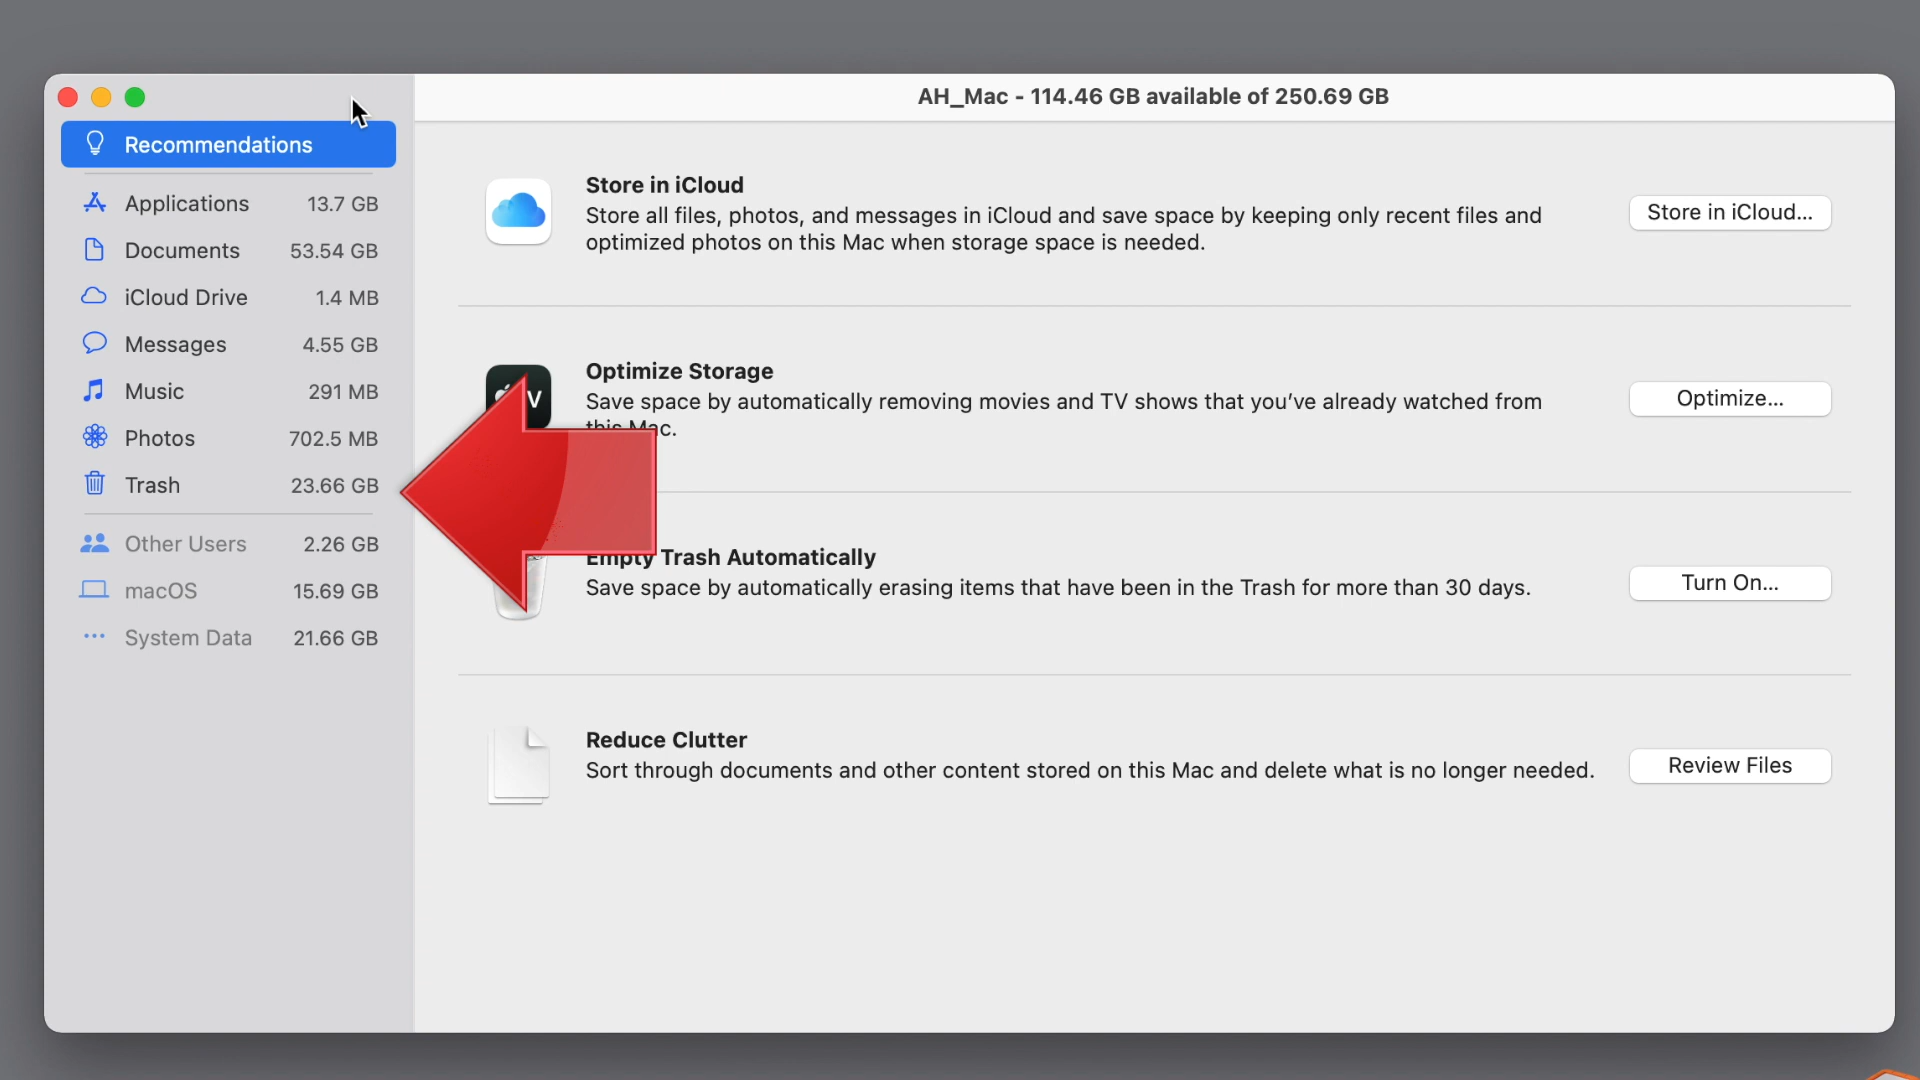 AH_Mac - 114.46 GB available of 250.69 GB
Recommendations
Applications 13.7 GB
Documents 53.54 GB
iCloud Drive 1.4 MB
Messages 4.55 GB
Music 291 MB
Photos 702.5 MB
Trash 23.66 GB
Other Users 2.26 GB
macOS 15.69 GB
System Data 21.66 GB
Store in iCloud
Store all files, photos, and messages in iCloud and save space by keeping only recent files and
optimized photos on this Mac when storage space is needed.
Store in iCloud...
Optimize Storage
Save space by automatically removing movies and TV shows that you've already watched from
this Mac.
Optimize...
Empty Trash Automatically
Save space by automatically erasing items that have been in the Trash for more than 30 days.
Turn On...
Reduce Clutter
Sort through documents and other content stored on this Mac and delete what is no longer needed.
Review Files